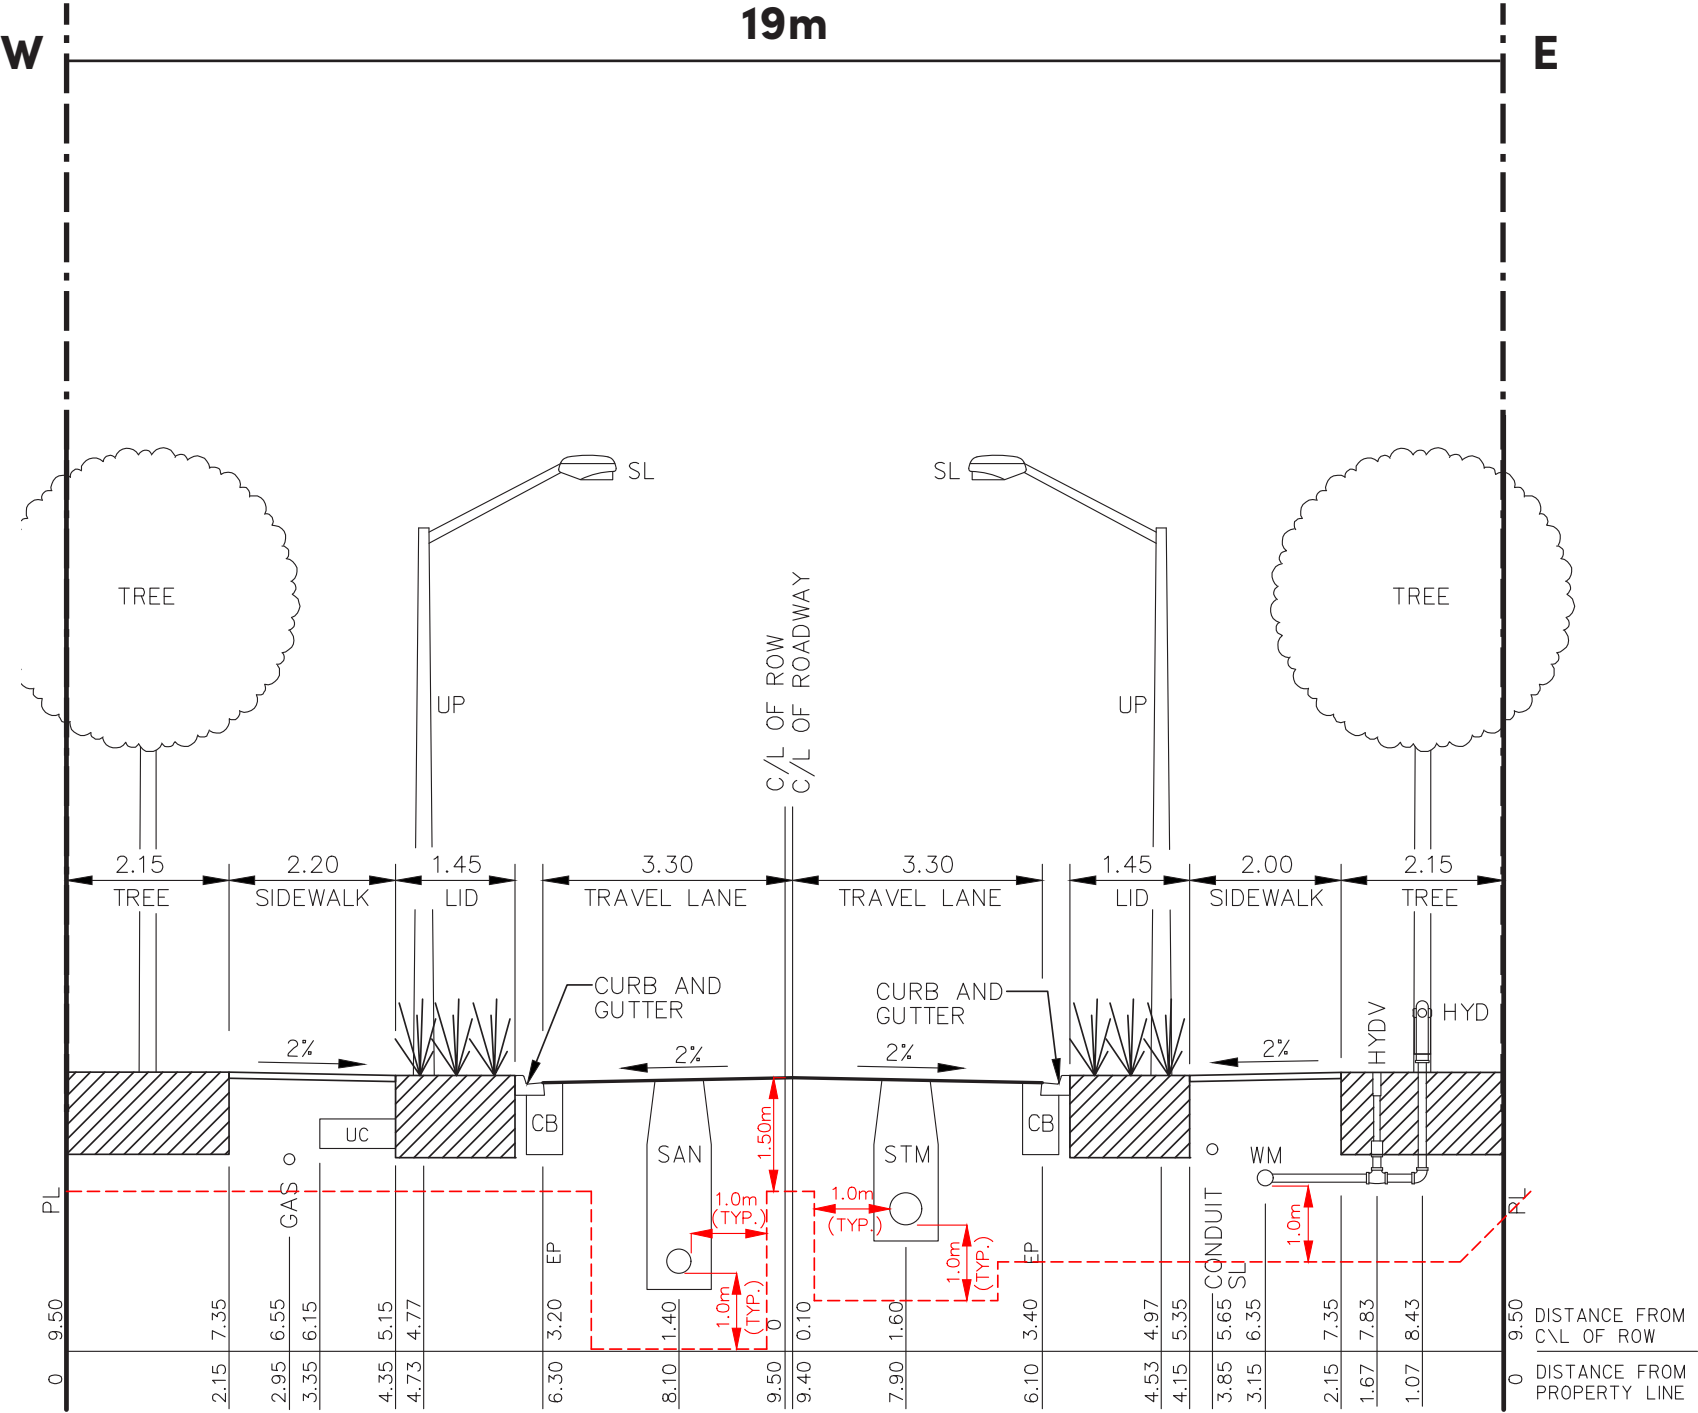 19m
W
E
SL
SL
TREE
TREE
C/L OF ROW
C/L OF ROADWAY
UP
UP
2.15
2.20
1.45
3.30
3.30
1.45
2.00
2.15
TREE
SIDEWALK
LID
TRAVEL LANE
TRAVEL LANE
LID
SIDEWALK
TREE
CURB AND
GUTTER
CURB AND
GUTTER
HYDV
HYD
2%
2%
2%
2%
CB
UC
1.50m
SAN
STM
CB
WM
PL
GAS
1.0m
(TYP.)
1.0m
(TYP.)
CONDUIT
SL
1.0m
PL
EP
1.0m
(TYP.)
1.0m
(TYP.)
EP
9.50
7.35
6.55
6.15
5.15
4.77
3.20
1.40
0
0.10
1.60
3.40
4.97
5.35
5.65
6.35
7.35
7.83
8.43
9.50
DISTANCE FROM
C\L OF ROW
0
2.15
2.95
3.35
4.35
4.73
6.30
8.10
9.50
9.40
7.90
6.10
4.53
4.15
3.85
3.15
2.15
1.67
1.07
0
DISTANCE FROM
PROPERTY LINE